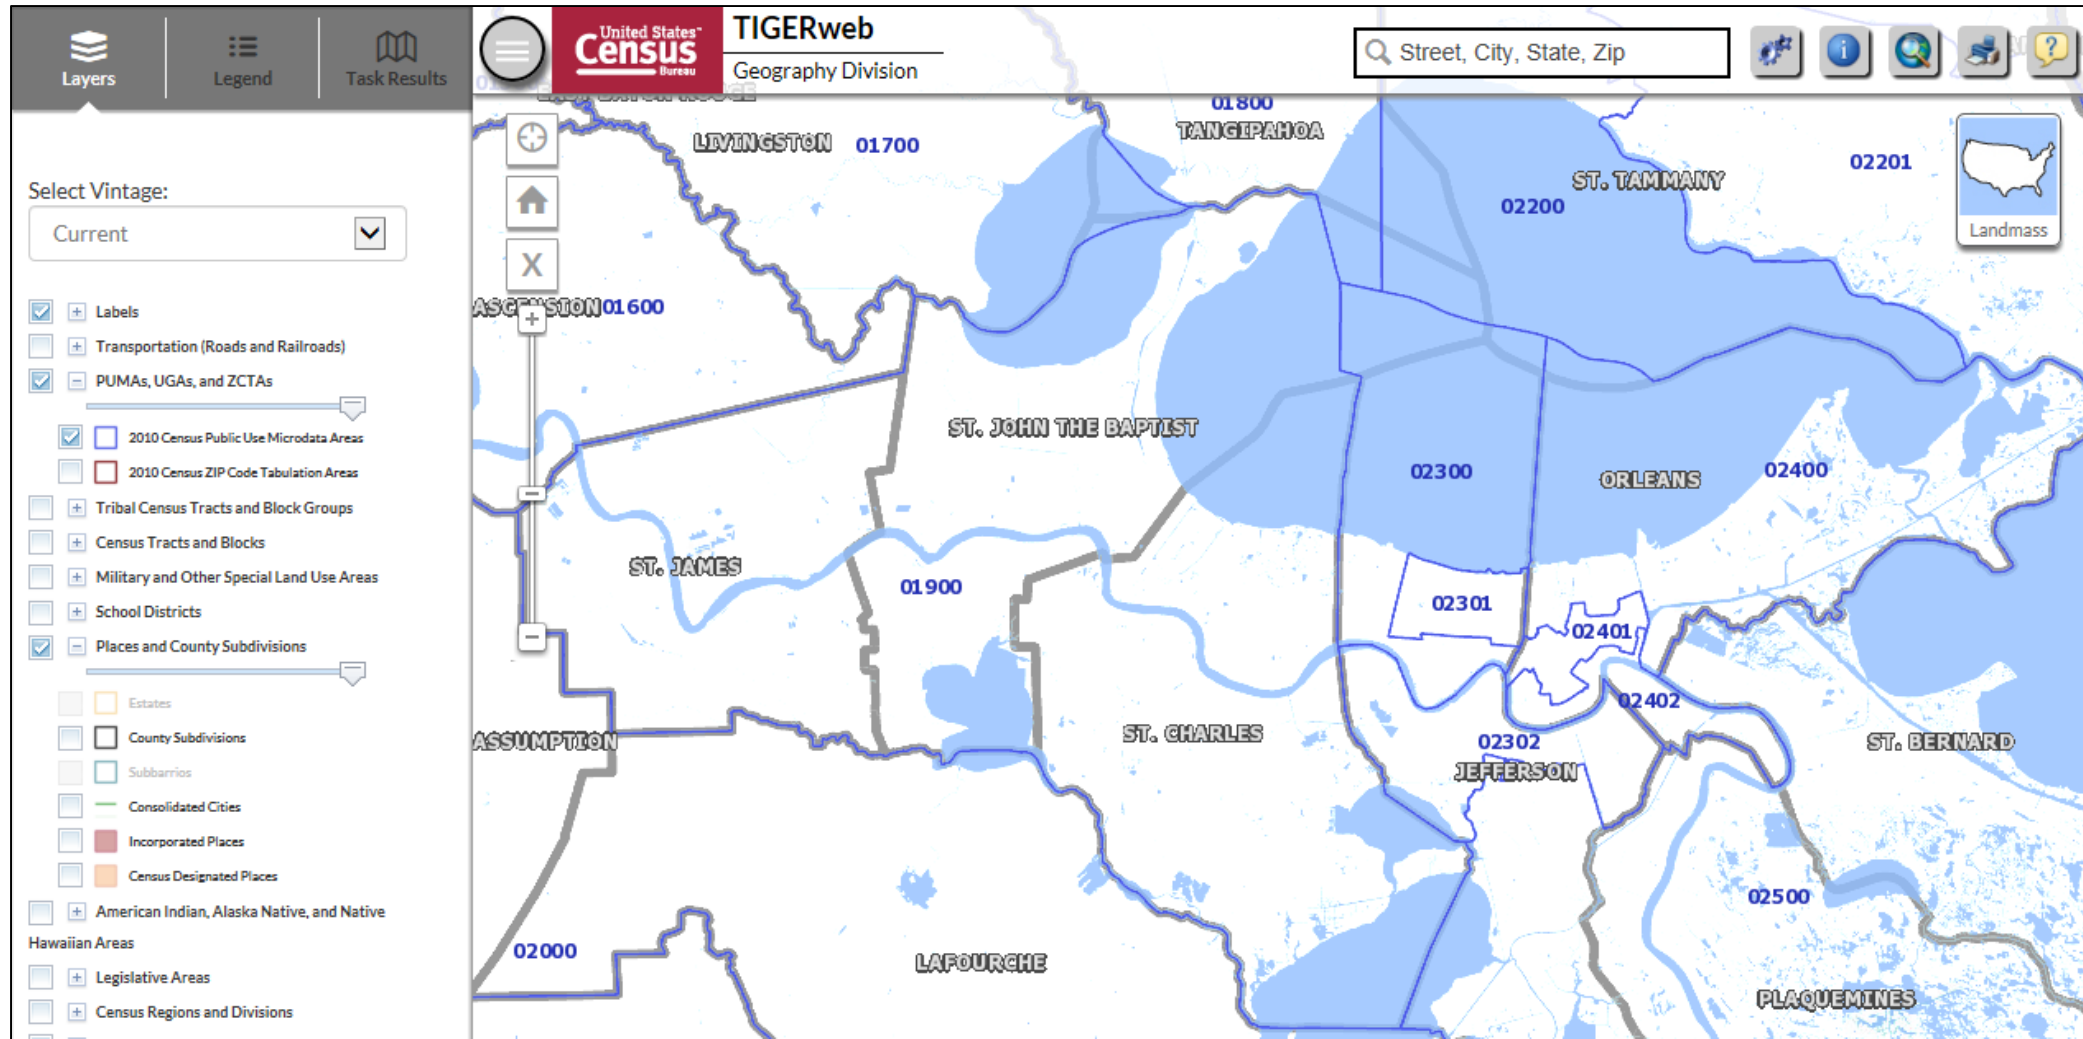 Layers
Legend
Task Results
United States™
Census
Bureau
TIGERweb
Geography Division
Street, City, State, Zip
Select Vintage:
Current
Labels
Transportation (Roads and Railroads)
PUMAs, UGAs, and ZCTAs
2010 Census Public Use Microdata Areas
2010 Census ZIP Code Tabulation Areas
Tribal Census Tracts and Block Groups
Census Tracts and Blocks
Military and Other Special Land Use Areas
School Districts
Places and County Subdivisions
Estates
County Subdivisions
Subbarrios
Consolidated Cities
Incorporated Places
Census Designated Places
American Indian, Alaska Native, and Native
Hawaiian Areas
Legislative Areas
Census Regions and Divisions
X
Landmass
EAST BATON ROUGE
LIVINGSTON
01700
01800
TANGIPAHOA
ST. TAMMANY
02201
02200
ASCENSION
01600
ST. JOHN THE BAPTIST
02300
ORLEANS
02400
ST. JAMES
01900
02301
02401
02402
ASSUMPTION
ST. CHARLES
02302
JEFFERSON
ST. BERNARD
02500
02000
LAFOURCHE
PLAQUEMINES